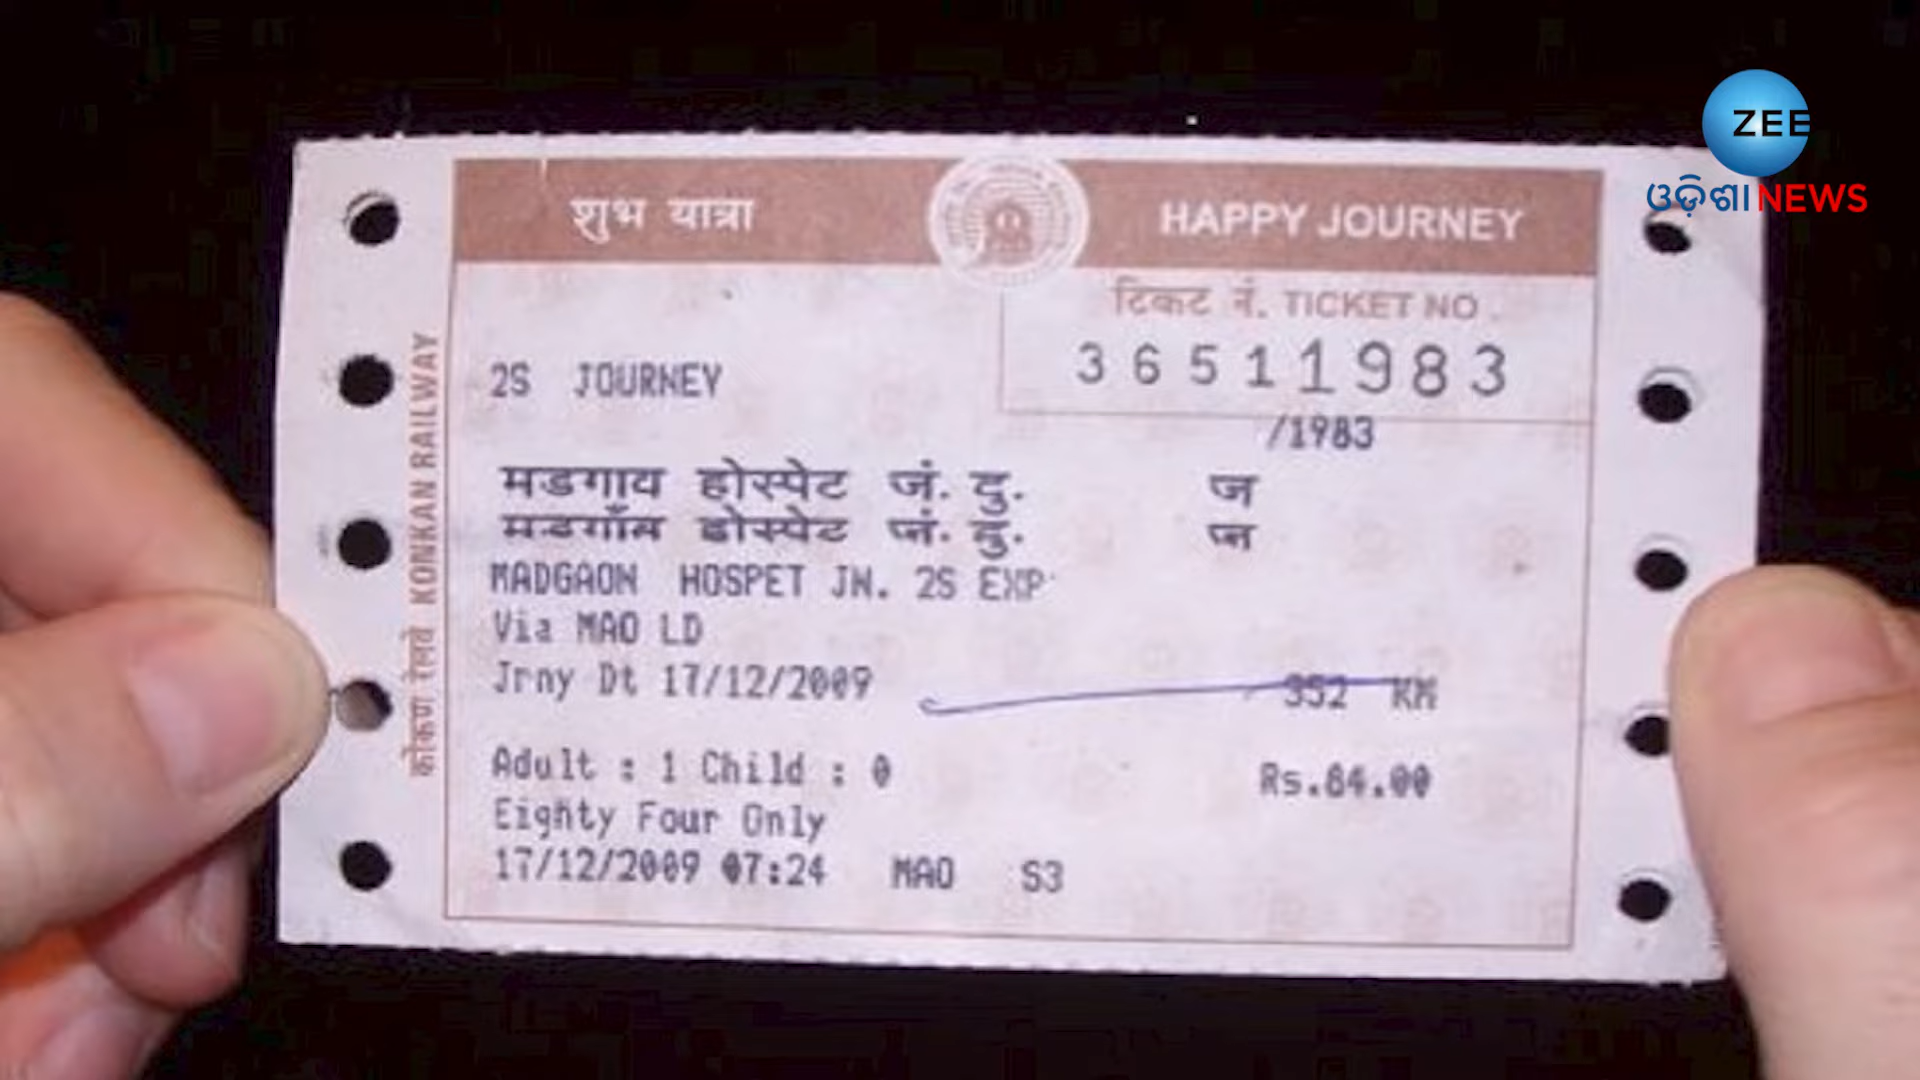 ZEE
ଓଡ଼ିଶା NEWS
शुभ यात्रा
HAPPY JOURNEY
टिकट नं. TICKET NO.
36511983
/1983
2S JOURNEY
मडगाव होस्पेट जं. दु. ज
MADGAON HOSPET JN. 2S EXP
Via MAO LD
Jrny Dt 17/12/2009 352 KM
Adult : 1 Child : 0 Rs.84.00
Eighty Four Only
17/12/2009 07:24 MAO S3
कोंकण रेलवे KONKAN RAILWAY